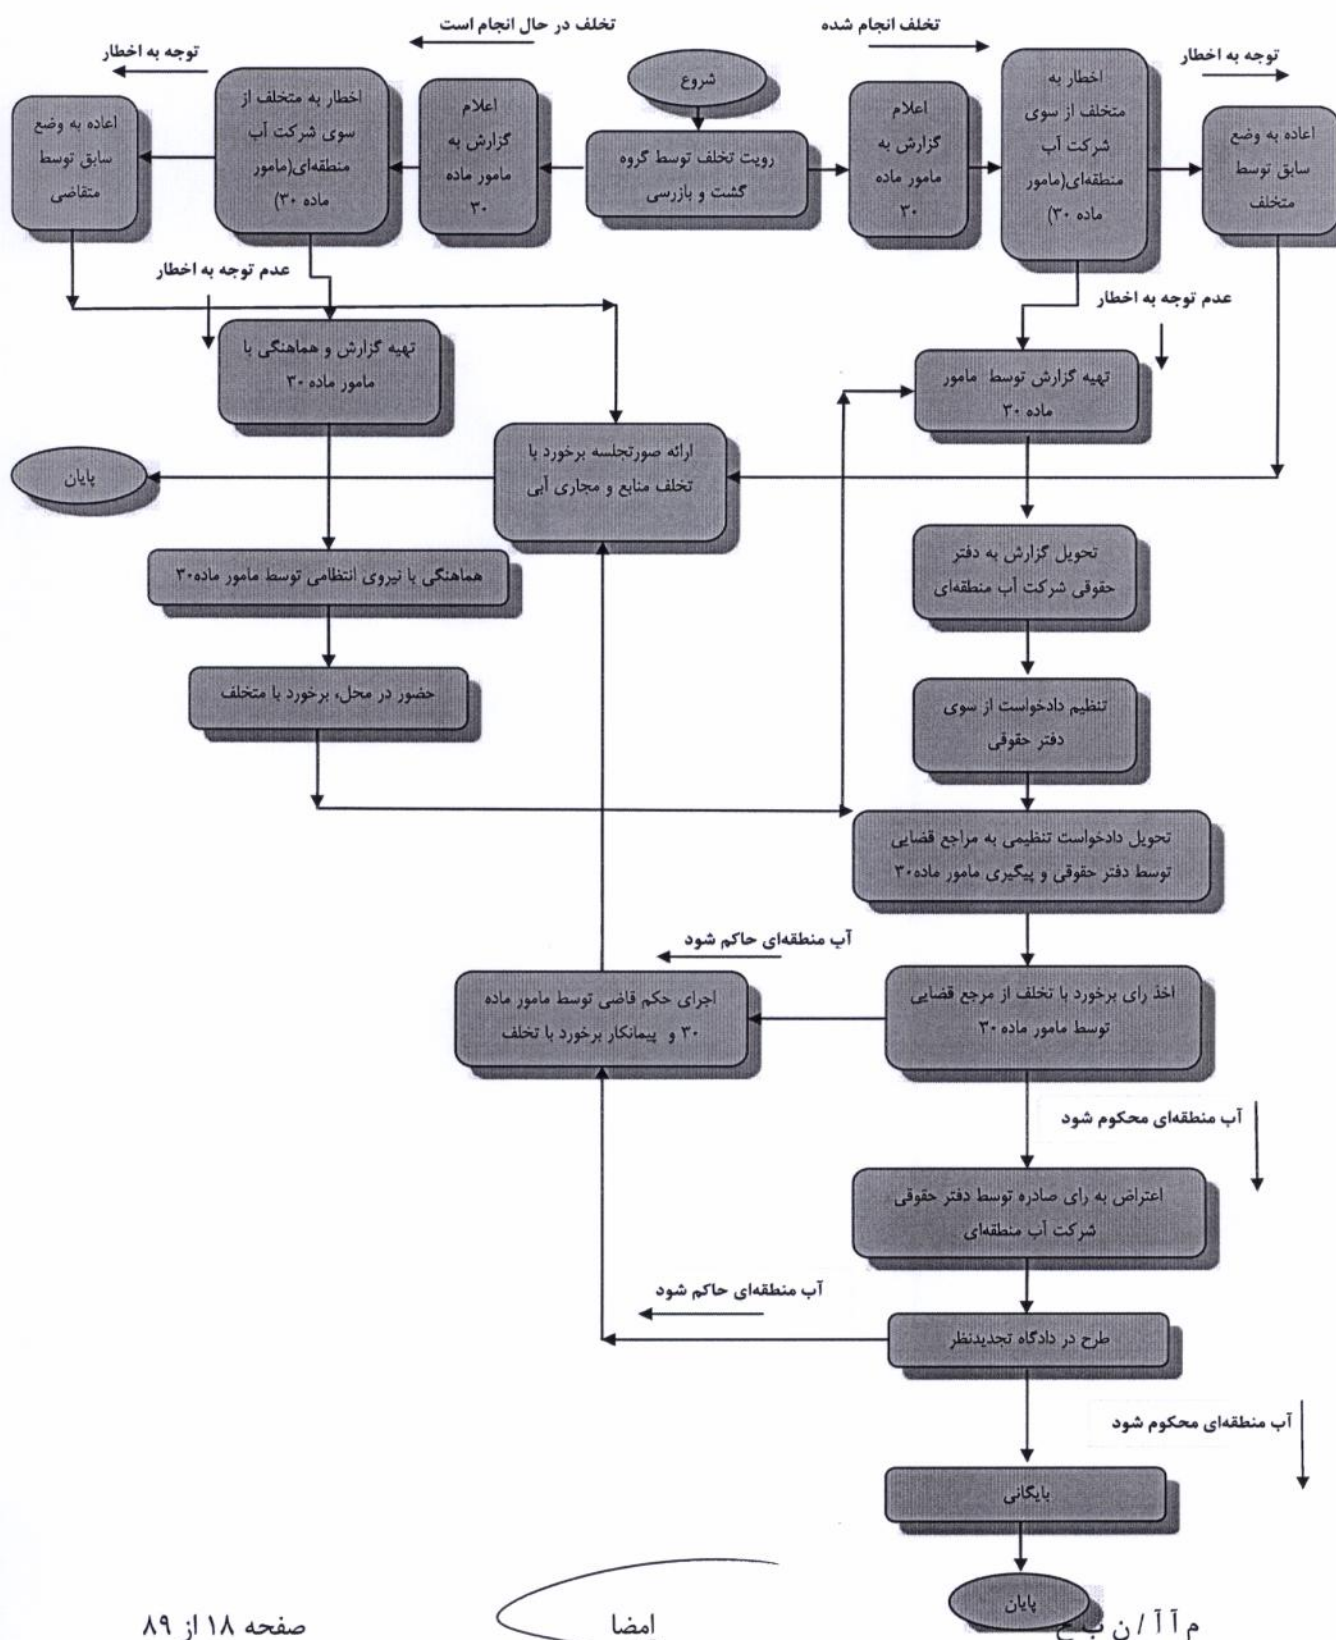 تخلف انجام شده
تخلف در حال انجام است
توجه به اخطار
توجه به اخطار
شروع
رویت تخلف توسط گروه
گشت و بازرسی
اعلام
گزارش به
مامور ماده
۳۰
اخطار به
متخلف از سوی
شرکت آب
منطقه‌ای(مامور
ماده ۳۰)
اعاده به وضع
سابق توسط
متخلف
اعلام
گزارش به
مامور ماده
۳۰
اخطار به متخلف از
سوی شرکت آب
منطقه‌ای(مامور
ماده ۳۰)
اعاده به وضع
سابق توسط
متقاضی
عدم توجه به اخطار
عدم توجه به اخطار
تهیه گزارش توسط مامور
ماده ۳۰
تهیه گزارش و هماهنگی با
مامور ماده ۳۰
ارائه صورتجلسه برخورد با
تخلف منابع و مجاری آبی
پایان
تحویل گزارش به دفتر
حقوقی شرکت آب منطقه‌ای
هماهنگی با نیروی انتظامی توسط مامور ماده۳۰
تنظیم دادخواست از سوی
دفتر حقوقی
حضور در محل، برخورد با متخلف
تحویل دادخواست تنظیمی به مراجع قضایی
توسط دفتر حقوقی و پیگیری مامور ماده۳۰
آب منطقه‌ای حاکم شود
اخذ رای برخورد با تخلف از مرجع قضایی
توسط مامور ماده ۳۰
اجرای حکم قاضی توسط مامور ماده
۳۰ و پیمانکار برخورد با تخلف
آب منطقه‌ای محکوم شود
اعتراض به رای صادره توسط دفتر حقوقی
شرکت آب منطقه‌ای
آب منطقه‌ای حاکم شود
طرح در دادگاه تجدیدنظر
آب منطقه‌ای محکوم شود
بایگانی
پایان
م آ آ / ن ب ح
امضا
صفحه ۱۸ از ۸۹